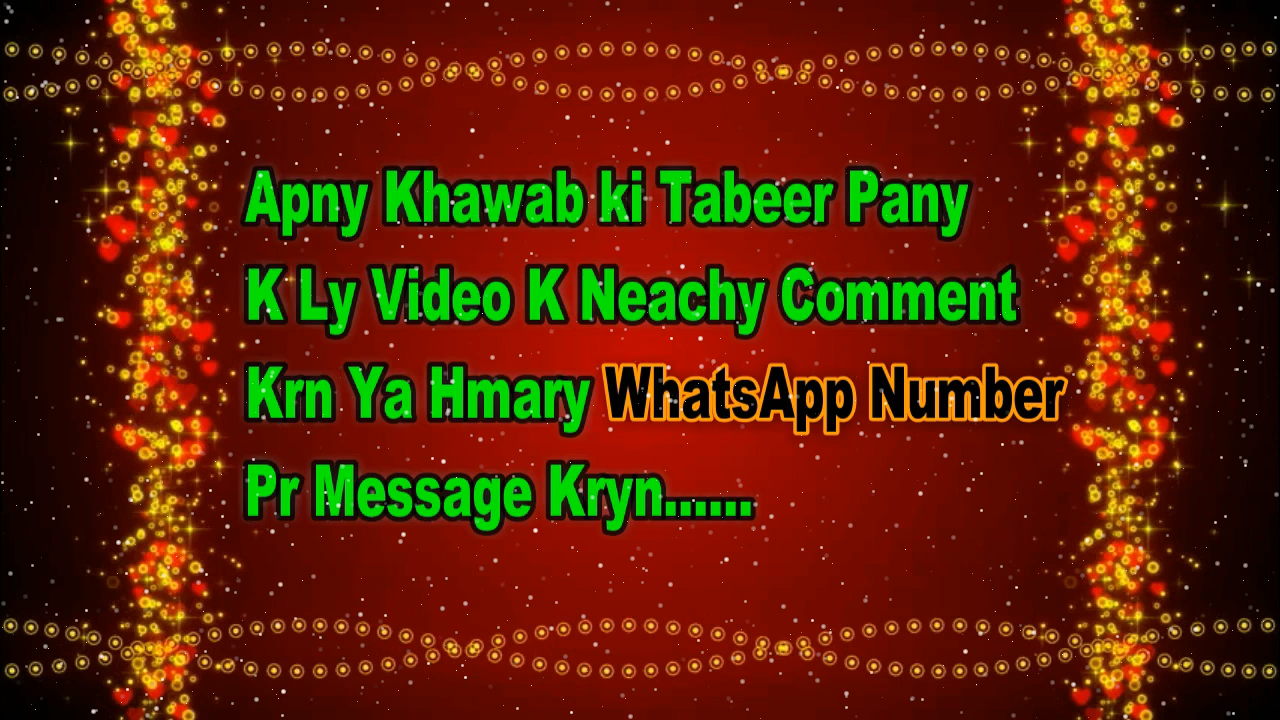 Apny Khawab ki Tabeer Pany
K Ly Video K Neachy Comment
Krn Ya Hmary WhatsApp Number
Pr Message Kryn......